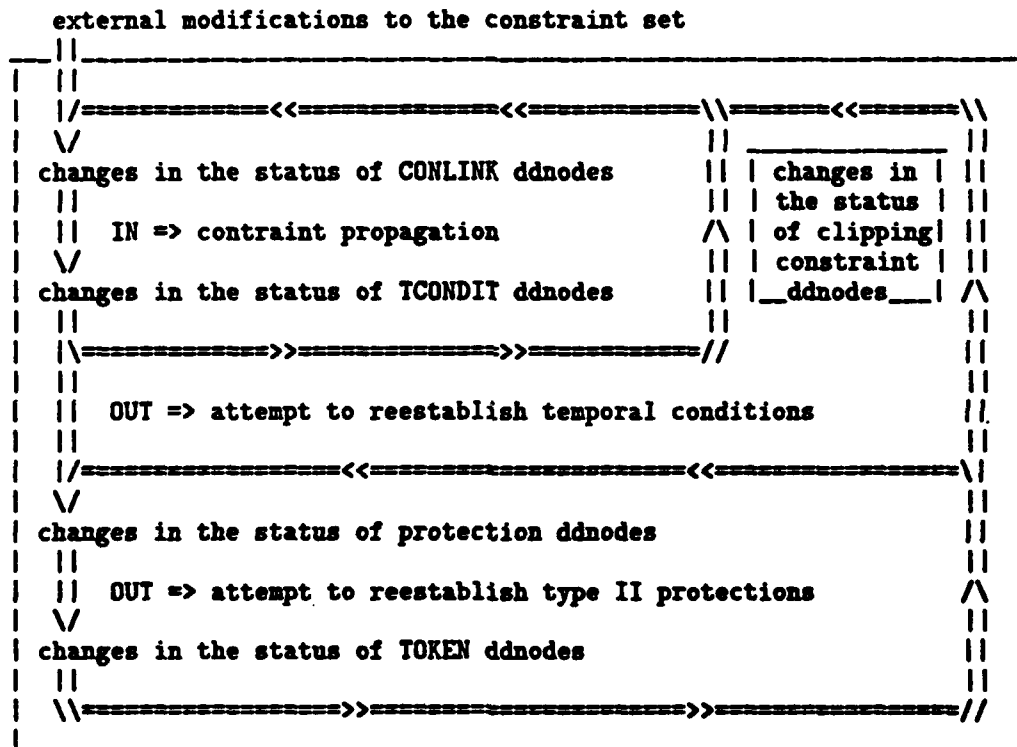 external modifications to the constraint set
changes in the status of CONLINK ddnodes
IN => contraint propagation
changes in the status of TCONDIT ddnodes
changes in
the status
of clipping
constraint
ddnodes
OUT => attempt to reestablish temporal conditions
changes in the status of protection ddnodes
OUT => attempt to reestablish type II protections
changes in the status of TOKEN ddnodes